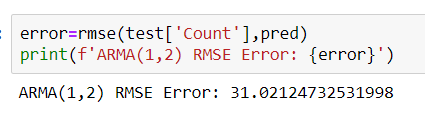 error=rmse(test['Count'],pred)
print(f'ARMA(1,2) RMSE Error: {error}')
ARMA(1,2) RMSE Error: 31.02124732531998